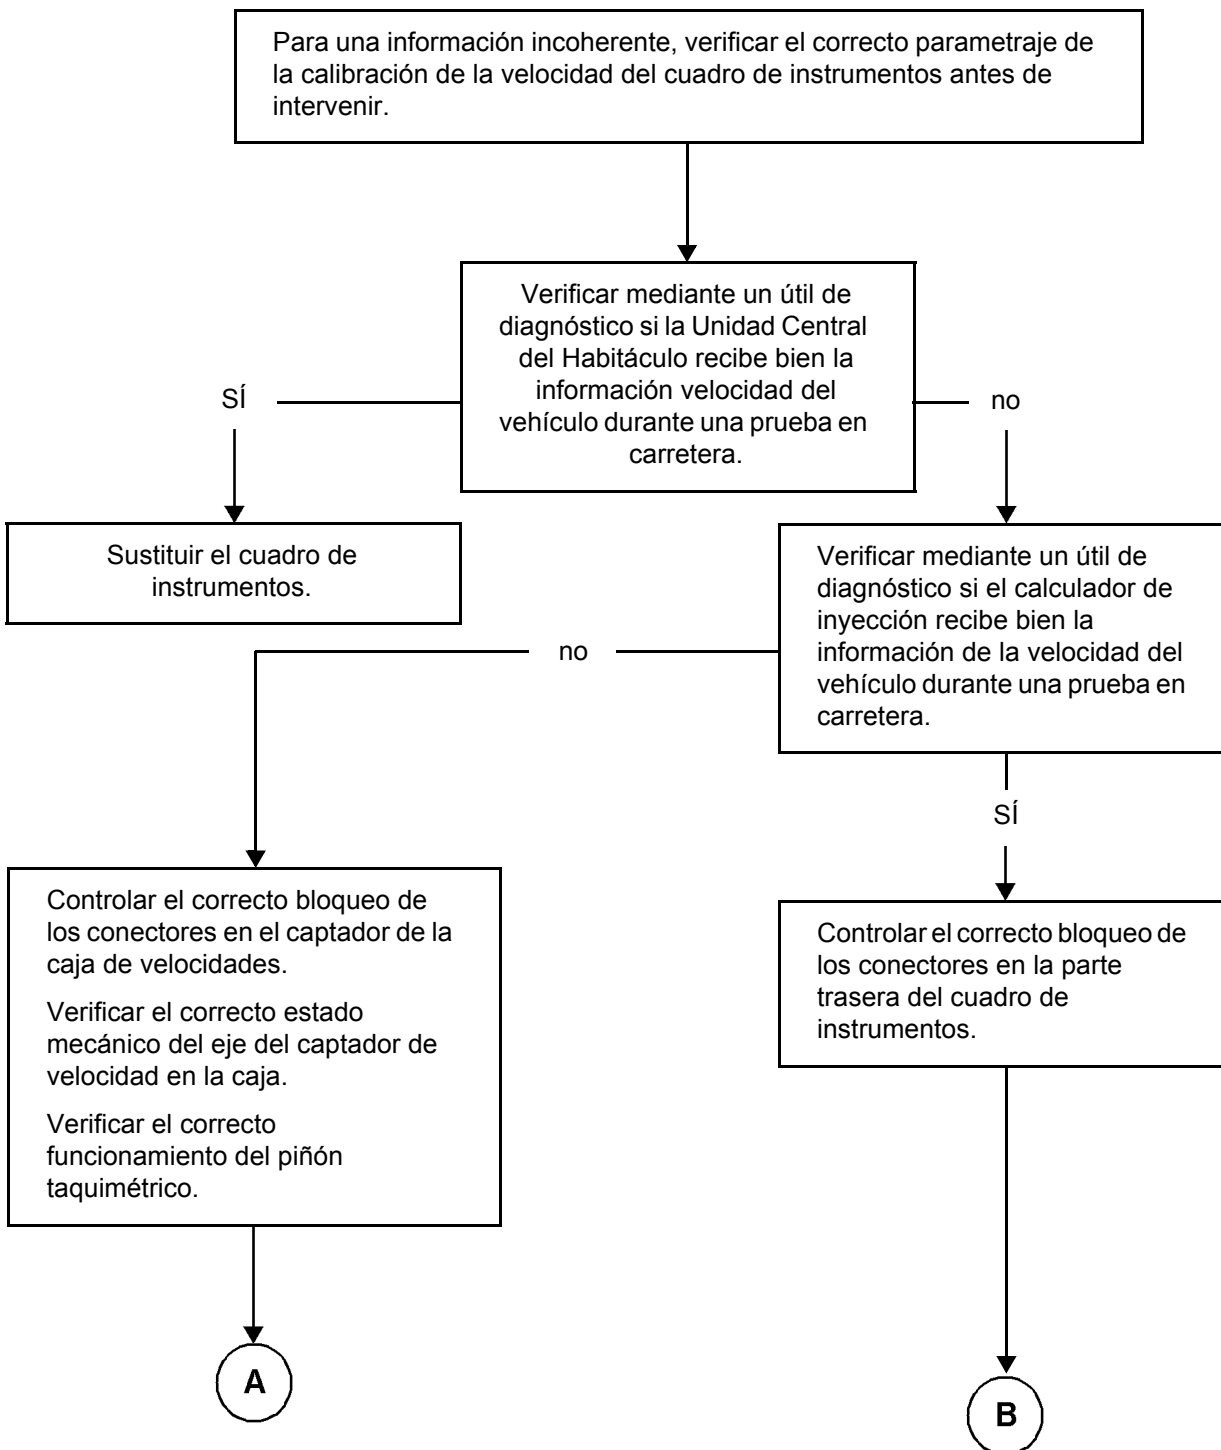 Para una información incoherente, verificar el correcto parametraje de
la calibración de la velocidad del cuadro de instrumentos antes de
intervenir.
Verificar mediante un útil de
diagnóstico si la Unidad Central
del Habitáculo recibe bien la
información velocidad del
vehículo durante una prueba en
carretera.
SÍ
no
Sustituir el cuadro de
instrumentos.
Verificar mediante un útil de
diagnóstico si el calculador de
inyección recibe bien la
información de la velocidad del
vehículo durante una prueba en
carretera.
no
SÍ
Controlar el correcto bloqueo de
los conectores en el captador de la
caja de velocidades.
Verificar el correcto estado
mecánico del eje del captador de
velocidad en la caja.
Verificar el correcto
funcionamiento del piñón
taquimétrico.
Controlar el correcto bloqueo de
los conectores en la parte
trasera del cuadro de
instrumentos.
A
B